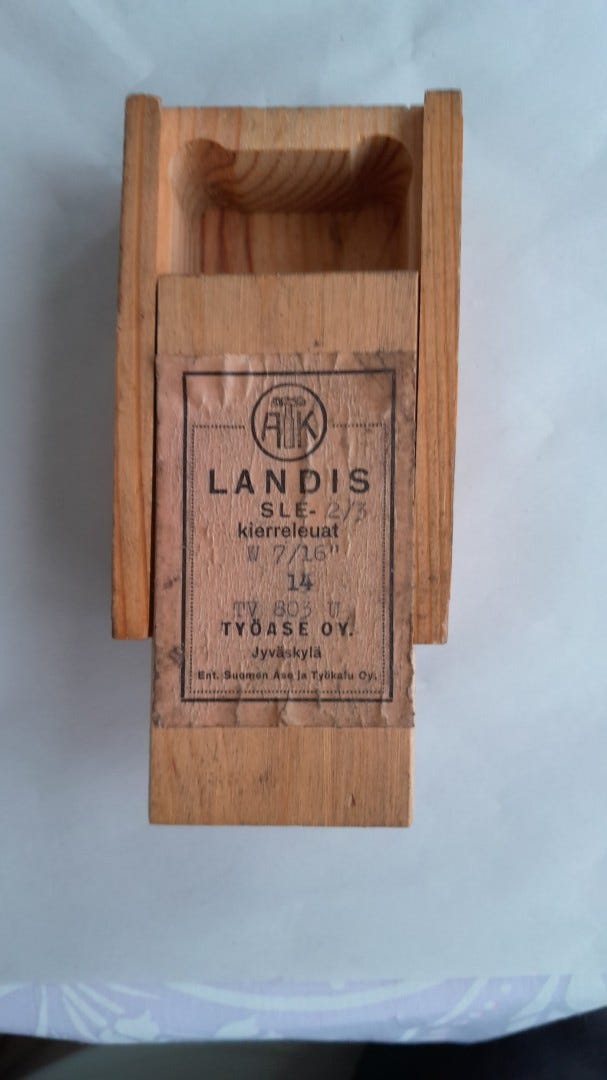 ATK
LANDIS
SLE- 2/3
kierreleuat
W 7/16"
14
TV 803 U
TYÖASE OY.
Jyväskylä
Ent. Suomen Ase ja Työkalu Oy.